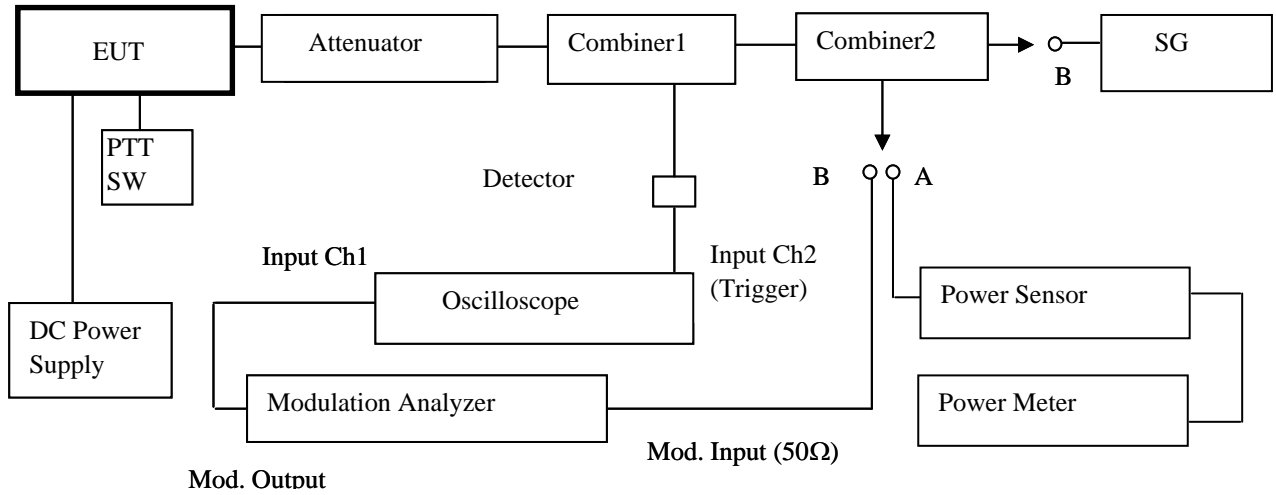 EUT
Attenuator
Combiner1
Combiner2
SG
B
PTT
SW
Detector
B
A
Input Ch1
Input Ch2
(Trigger)
Oscilloscope
Power Sensor
DC Power
Supply
Modulation Analyzer
Power Meter
Mod. Input (50Ω)
Mod. Output